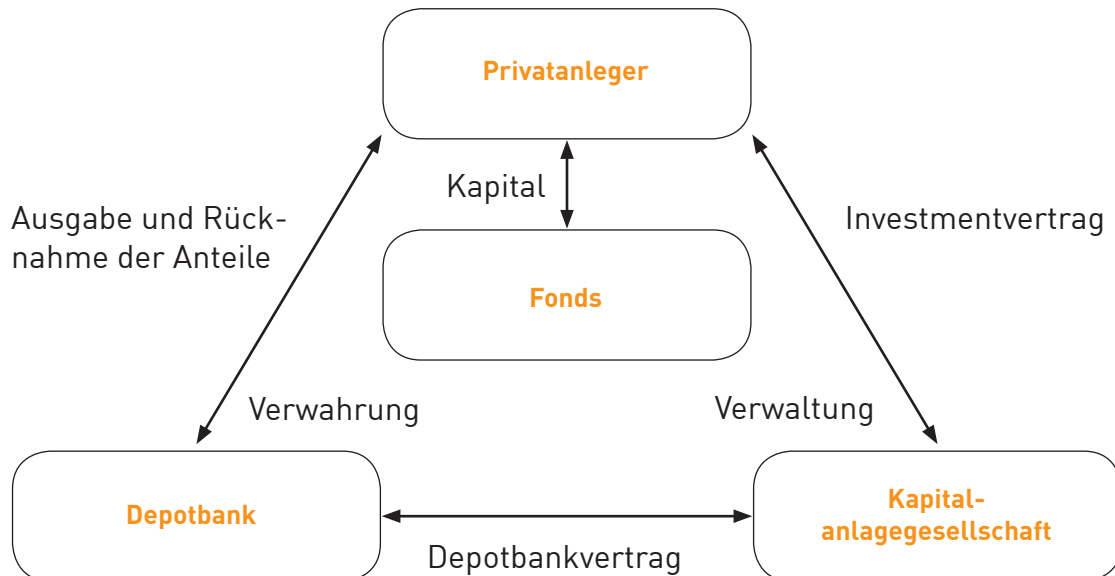 Privatanleger
Kapital
Ausgabe und Rück-
nahme der Anteile
Investmentvertrag
Fonds
Verwahrung
Verwaltung
Depotbank
Kapital-
anlagegesellschaft
Depotbankvertrag